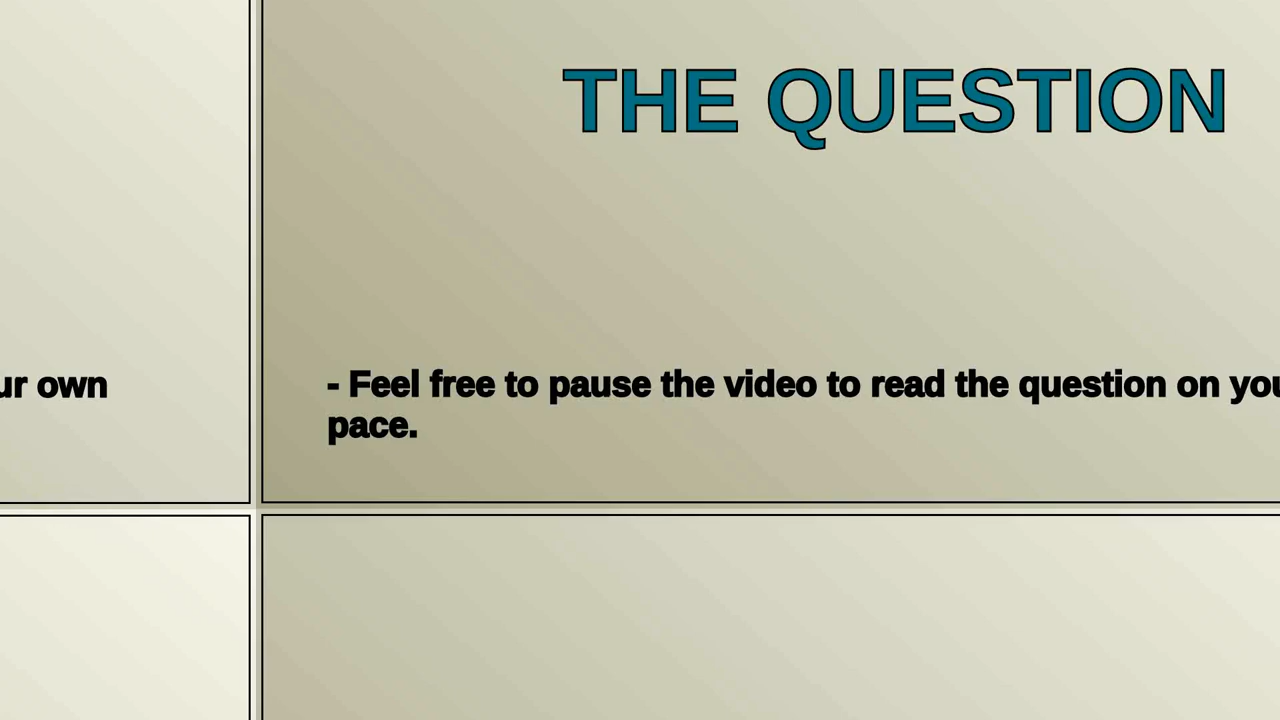 THE QUESTION
ur own
- Feel free to pause the video to read the question on you
pace.